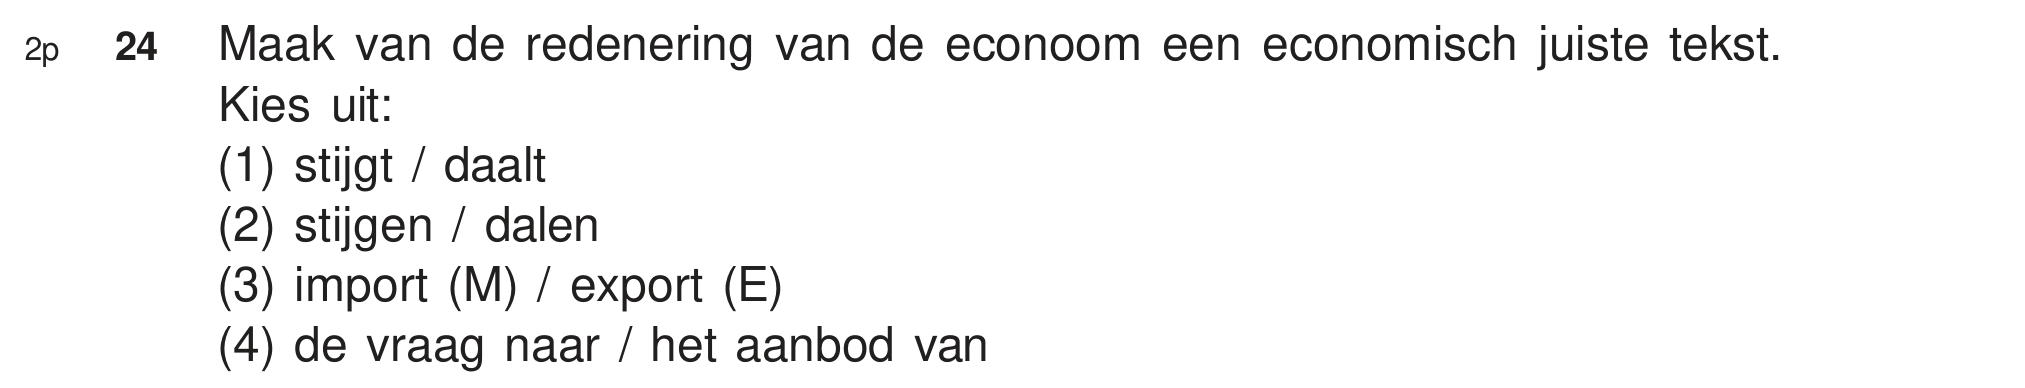 2p 24 Maak van de redenering van de econoom een economisch juiste tekst.
Kies uit:
(1) stijgt / daalt
(2) stijgen / dalen
(3) import (M) / export (E)
(4) de vraag naar / het aanbod van